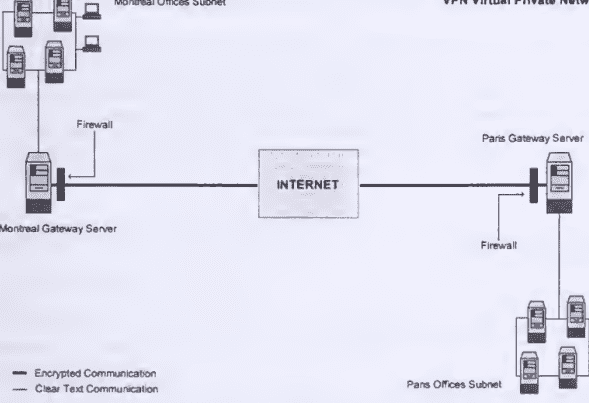 Montreal Offices Subnet
VPN Virtual Private
Firewall
Paris Gateway Server
INTERNET
Montreal Gateway Server
Firewall
Encrypted Communication
Clear Text Communication
Paris Offices Subnet